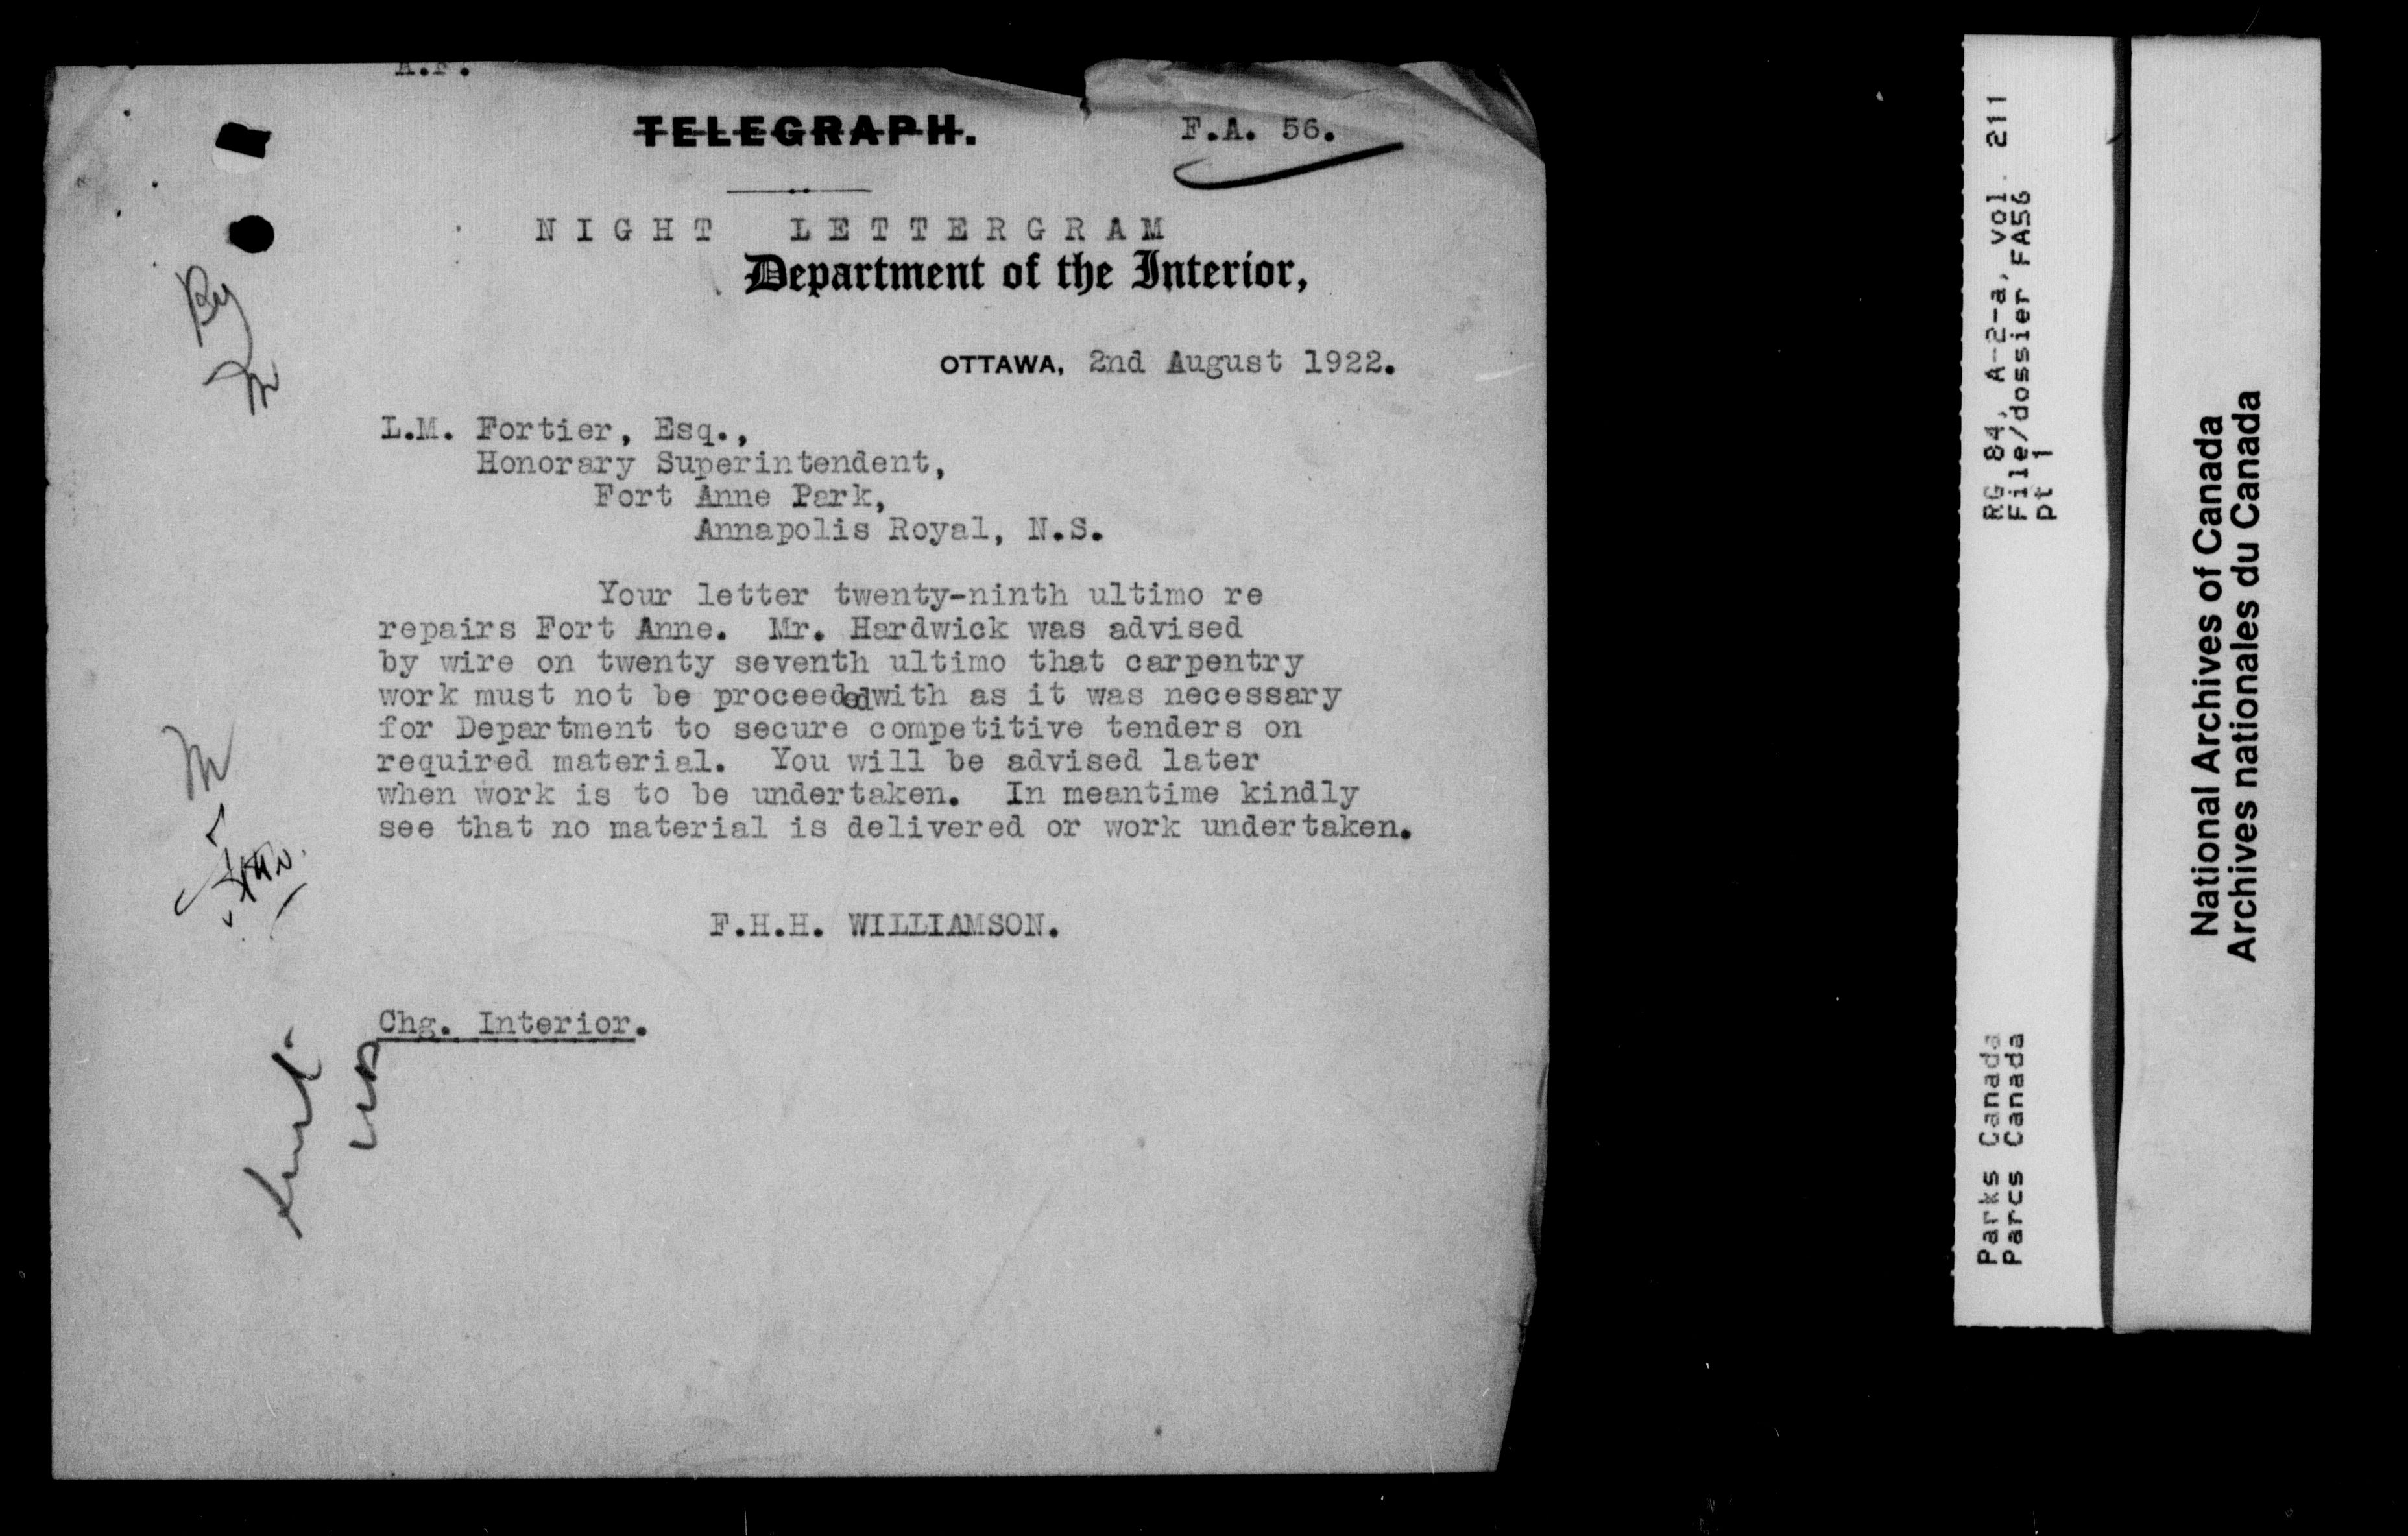 A.F.
TELEGRAPH.
F.A. 56.
NIGHT LETTERGRAM
Department of the Interior,
OTTAWA, 2nd August 1922.
L.M. Fortier, Esq.,
Honorary Superintendent,
Fort Anne Park,
Annapolis Royal, N.S.
Your letter twenty-ninth ultimo re
repairs Fort Anne. Mr. Hardwick was advised
by wire on twenty seventh ultimo that carpentry
work must not be proceededwith as it was necessary
for Department to secure competitive tenders on
required material. You will be advised later
when work is to be undertaken. In meantime kindly
see that no material is delivered or work undertaken.
F.H.H. WILLIAMSON.
Chg. Interior.
RG 84, A-2-a, vol. 211
File/dossier FA56
pt 1
Parks Canada
Parcs Canada
National Archives of Canada
Archives nationales du Canada